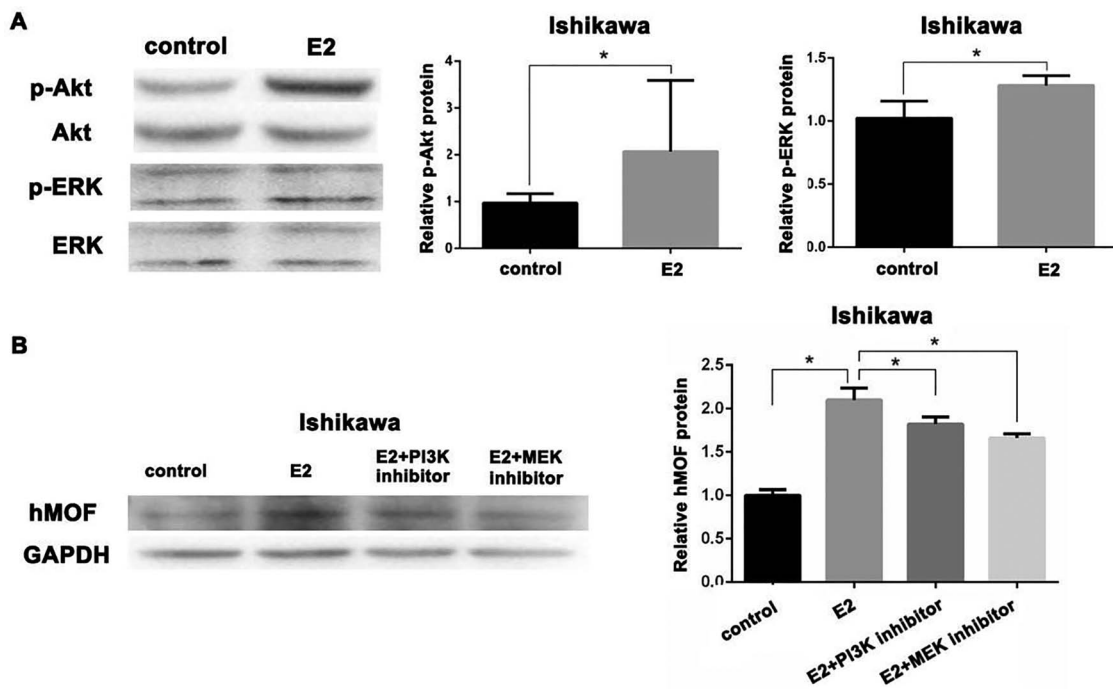 A
control E2
p-Akt
Akt
p-ERK
ERK
Ishikawa
*
Relative p-Akt protein
4
3
2
1
0
control E2
Ishikawa
*
Relative p-ERK protein
1.5
1.0
0.5
0.0
control E2
B
Ishikawa
control E2 E2+PI3K inhibitor E2+MEK inhibitor
hMOF
GAPDH
Ishikawa
* * *
Relative hMOF protein
2.5
2.0
1.5
1.0
0.5
0.0
control E2 E2+PI3K inhibitor E2+MEK inhibitor